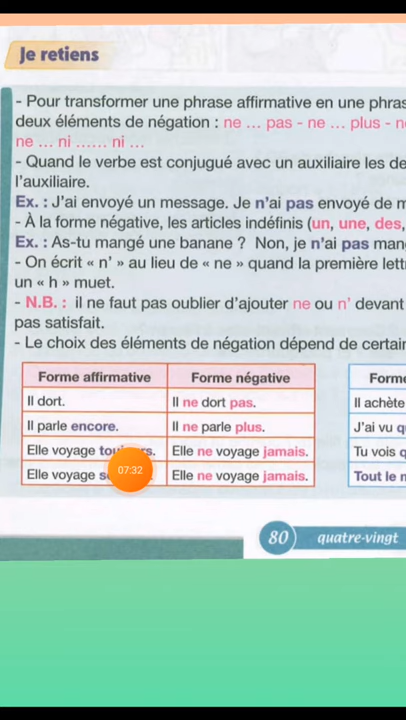 Je retiens
- Pour transformer une phrase affirmative en une phras
deux éléments de négation : ne ... pas - ne ... plus - n
ne ... ni ...... ni ...
- Quand le verbe est conjugué avec un auxiliaire les de
l'auxiliaire.
Ex. : J'ai envoyé un message. Je n'ai pas envoyé de m
- À la forme négative, les articles indéfinis (un, une, des,
Ex. : As-tu mangé une banane ? Non, je n'ai pas man
- On écrit « n' » au lieu de « ne » quand la première lett
un « h » muet.
- N.B. : il ne faut pas oublier d'ajouter ne ou n' devant
pas satisfait.
- Le choix des éléments de négation dépend de certair
Forme affirmative Forme négative Forme
Il dort. Il ne dort pas. Il achète
Il parle encore. Il ne parle plus. J'ai vu q
Elle voyage Elle ne voyage jamais. Tu vois q
Elle voyage Elle ne voyage jamais. Tout le m
07:32
80 quatre-vingt